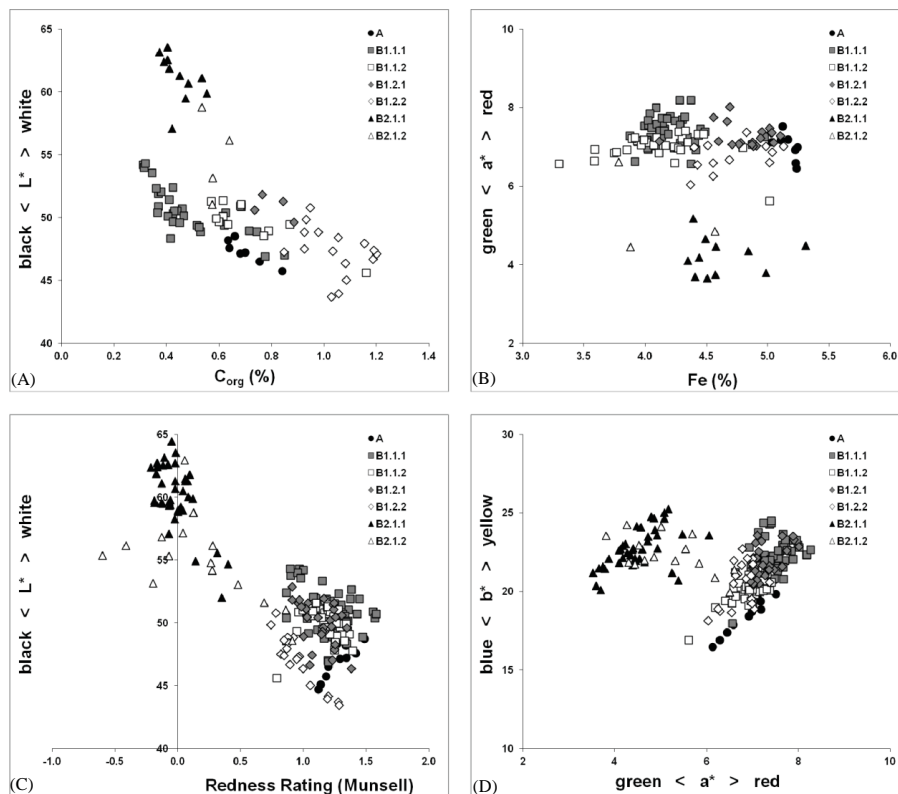 65
60
55
50
45
40
0.0 0.2 0.4 0.6 0.8 1.0 1.2 1.4
black < L* > white
C_org (%)
A
B1.1.1
B1.1.2
B1.2.1
B1.2.2
B2.1.1
B2.1.2
(A)
10
8
6
4
2
3.0 3.5 4.0 4.5 5.0 5.5 6.0
green < a* > red
Fe (%)
A
B1.1.1
B1.1.2
B1.2.1
B1.2.2
B2.1.1
B2.1.2
(B)
65
60
55
50
45
-1.0 -0.5 0.0 0.5 1.0 1.5 2.0
black < L* > white
Redness Rating (Munsell)
A
B1.1.1
B1.1.2
B1.2.1
B1.2.2
B2.1.1
B2.1.2
(C)
30
25
20
15
10
2 4 6 8 10
blue < b* > yellow
green < a* > red
A
B1.1.1
B1.1.2
B1.2.1
B1.2.2
B2.1.1
B2.1.2
(D)